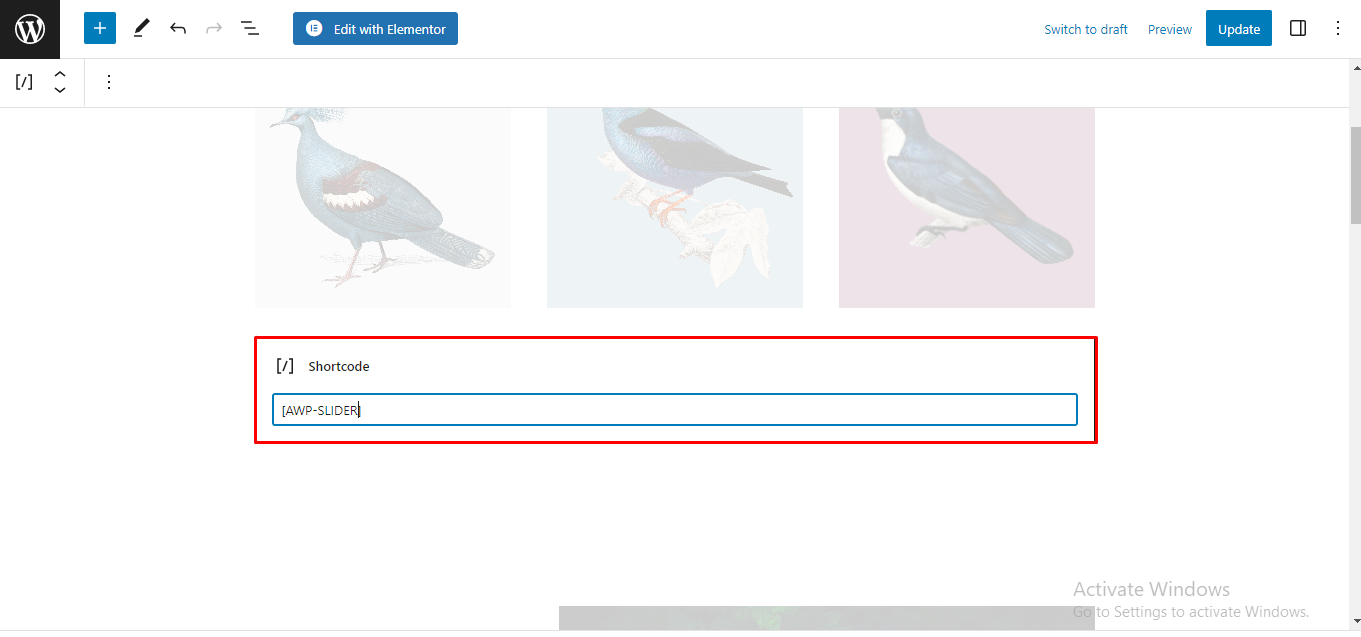 Edit with Elementor
Switch to draft
Preview
Update
[/]
[/] Shortcode
[AWP-SLIDER]
Activate Windows
Go to Settings to activate Windows.